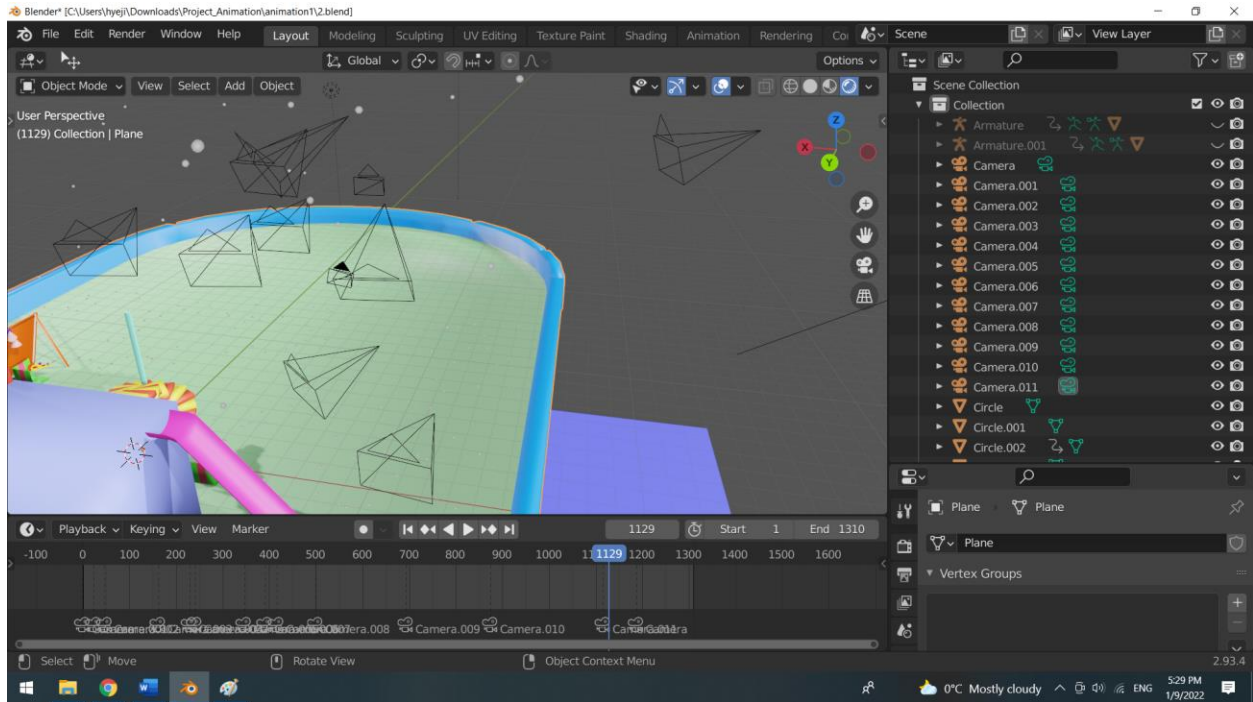 Blender* [C:\Users\hyeji\Downloads\Project_Animation\animation1\2.blend]
File Edit Render Window Help Layout Modeling Sculpting UV Editing Texture Paint Shading Animation Rendering Scene View Layer
Global Options
Object Mode View Select Add Object
User Perspective
(1129) Collection | Plane
Z
X
Y
Scene Collection
Collection
Armature
Armature.001
Camera
Camera.001
Camera.002
Camera.003
Camera.004
Camera.005
Camera.006
Camera.007
Camera.008
Camera.009
Camera.010
Camera.011
Circle
Circle.001
Circle.002
Plane Plane
Plane
Vertex Groups
Playback Keying View Marker 1129 Start 1 End 1310
-100 0 100 200 300 400 500 600 700 800 900 1000 1129 1200 1300 1400 1500 1600
Camera.009 Camera.010
Select Move Rotate View Object Context Menu 2.93.4
0°C Mostly cloudy ENG 5:29 PM
1/9/2022